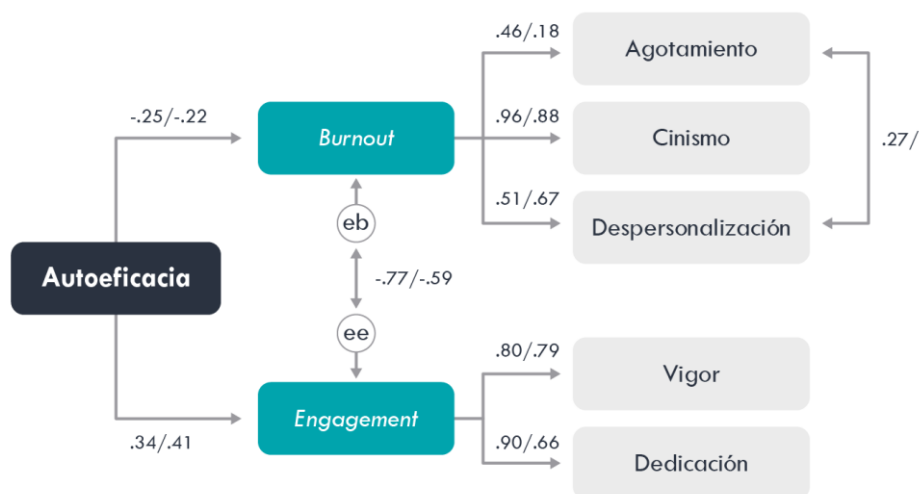 .46/.18
Agotamiento
-.25/-.22
Burnout
.96/.88
Cinismo
.27/
.51/.67
Despersonalización
eb
Autoeficacia
-.77/-.59
ee
.80/.79
Vigor
Engagement
.34/.41
.90/.66
Dedicación